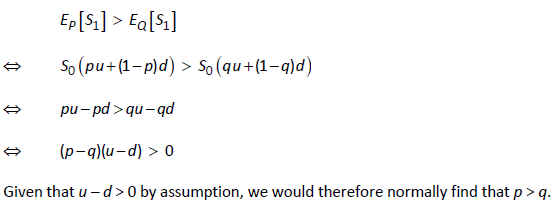 E_P[S_1] > E_Q[S_1]
⇔ S_0(pu+(1−p)d) > S_0(qu+(1−q)d)
⇔ pu−pd > qu−qd
⇔ (p−q)(u−d) > 0
Given that u – d > 0 by assumption, we would therefore normally find that p > q.